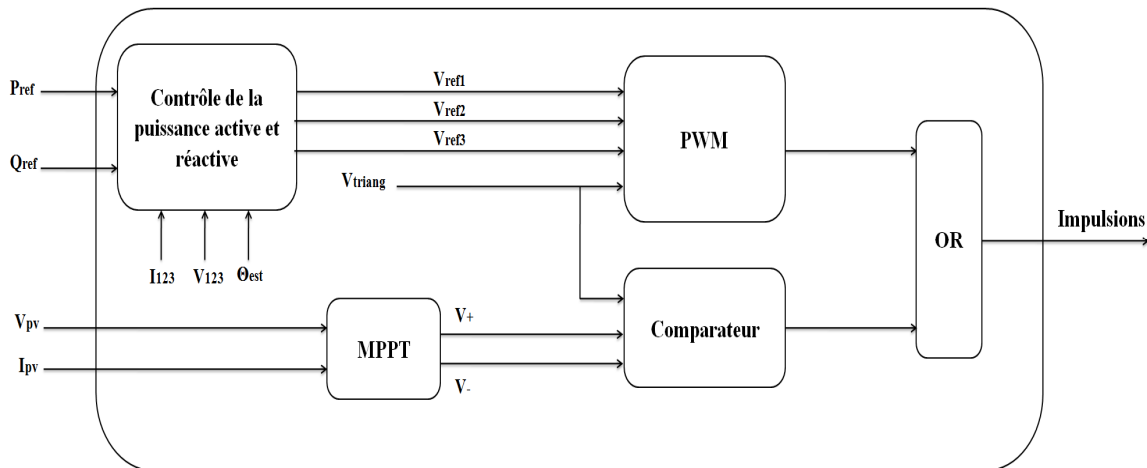 Pref
Qref
Contrôle de la
puissance active et
réactive
I123
V123
Θest
Vref1
Vref2
Vref3
Vtriang
PWM
OR
Impulsions
Vpv
Ipv
MPPT
V+
V-
Comparateur